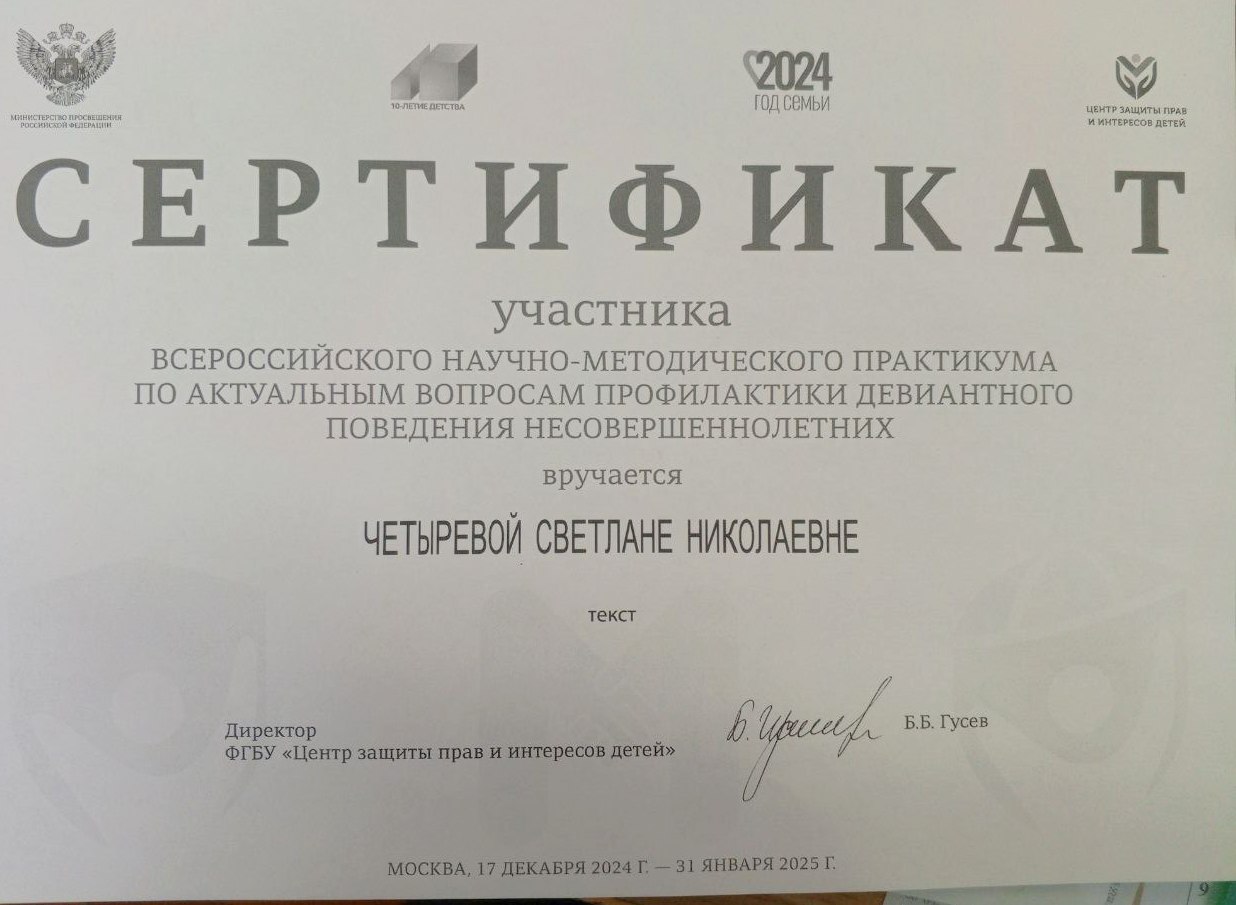 МИНИСТЕРСТВО ПРОСВЕЩЕНИЯ
РОССИЙСКОЙ ФЕДЕРАЦИИ
10-ЛЕТИЕ ДЕТСТВА
2024
ГОД СЕМЬИ
ЦЕНТР ЗАЩИТЫ ПРАВ
И ИНТЕРЕСОВ ДЕТЕЙ
СЕРТИФИКАТ
участника
ВСЕРОССИЙСКОГО НАУЧНО-МЕТОДИЧЕСКОГО ПРАКТИКУМА
ПО АКТУАЛЬНЫМ ВОПРОСАМ ПРОФИЛАКТИКИ ДЕВИАНТНОГО
ПОВЕДЕНИЯ НЕСОВЕРШЕННОЛЕТНИХ
вручается
ЧЕТЫРЕВОЙ СВЕТЛАНЕ НИКОЛАЕВНЕ
текст
Директор
ФГБУ «Центр защиты прав и интересов детей»
Б.Б. Гусев
МОСКВА, 17 ДЕКАБРЯ 2024 Г. — 31 ЯНВАРЯ 2025 Г.
9